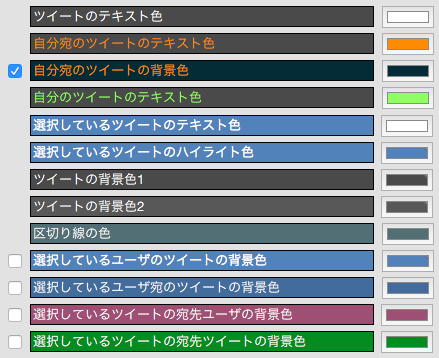 ツイートのテキスト色
自分宛のツイートのテキスト色
自分宛のツイートの背景色
自分のツイートのテキスト色
選択しているツイートのテキスト色
選択しているツイートのハイライト色
ツイートの背景色1
ツイートの背景色2
区切り線の色
選択しているユーザのツイートの背景色
選択しているユーザ宛のツイートの背景色
選択しているツイートの宛先ユーザの背景色
選択しているツイートの宛先ツイートの背景色